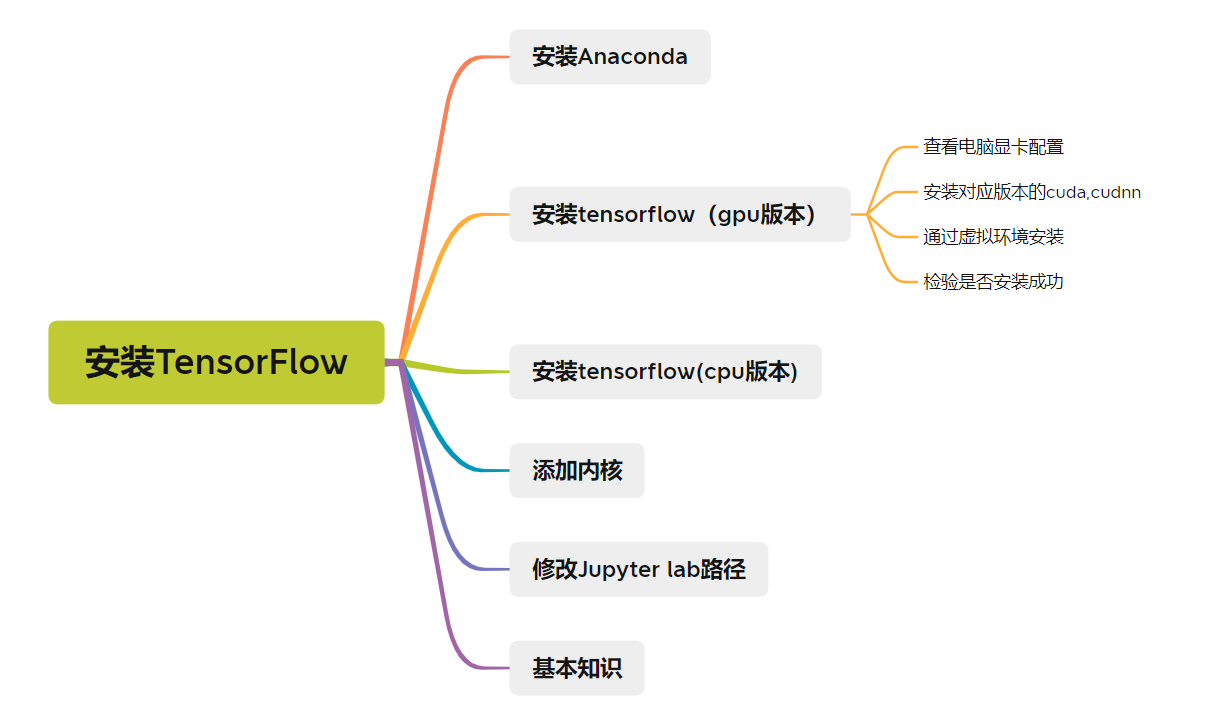 安装TensorFlow
安装Anaconda
安装tensorflow（gpu版本）
查看电脑显卡配置
安装对应版本的cuda,cudnn
通过虚拟环境安装
检验是否安装成功
安装tensorflow(cpu版本)
添加内核
修改Jupyter lab路径
基本知识